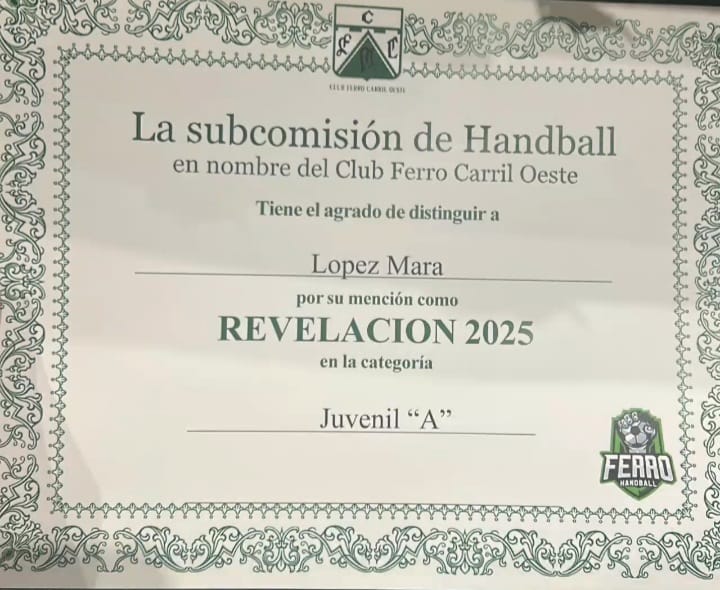 C
F C
O
CLUB FERRO CARRIL OESTE
La subcomisión de Handball
en nombre del Club Ferro Carril Oeste
Tiene el agrado de distinguir a
Lopez Mara
por su mención como
REVELACION 2025
en la categoría
Juvenil “A”
FERRO
HANDBALL